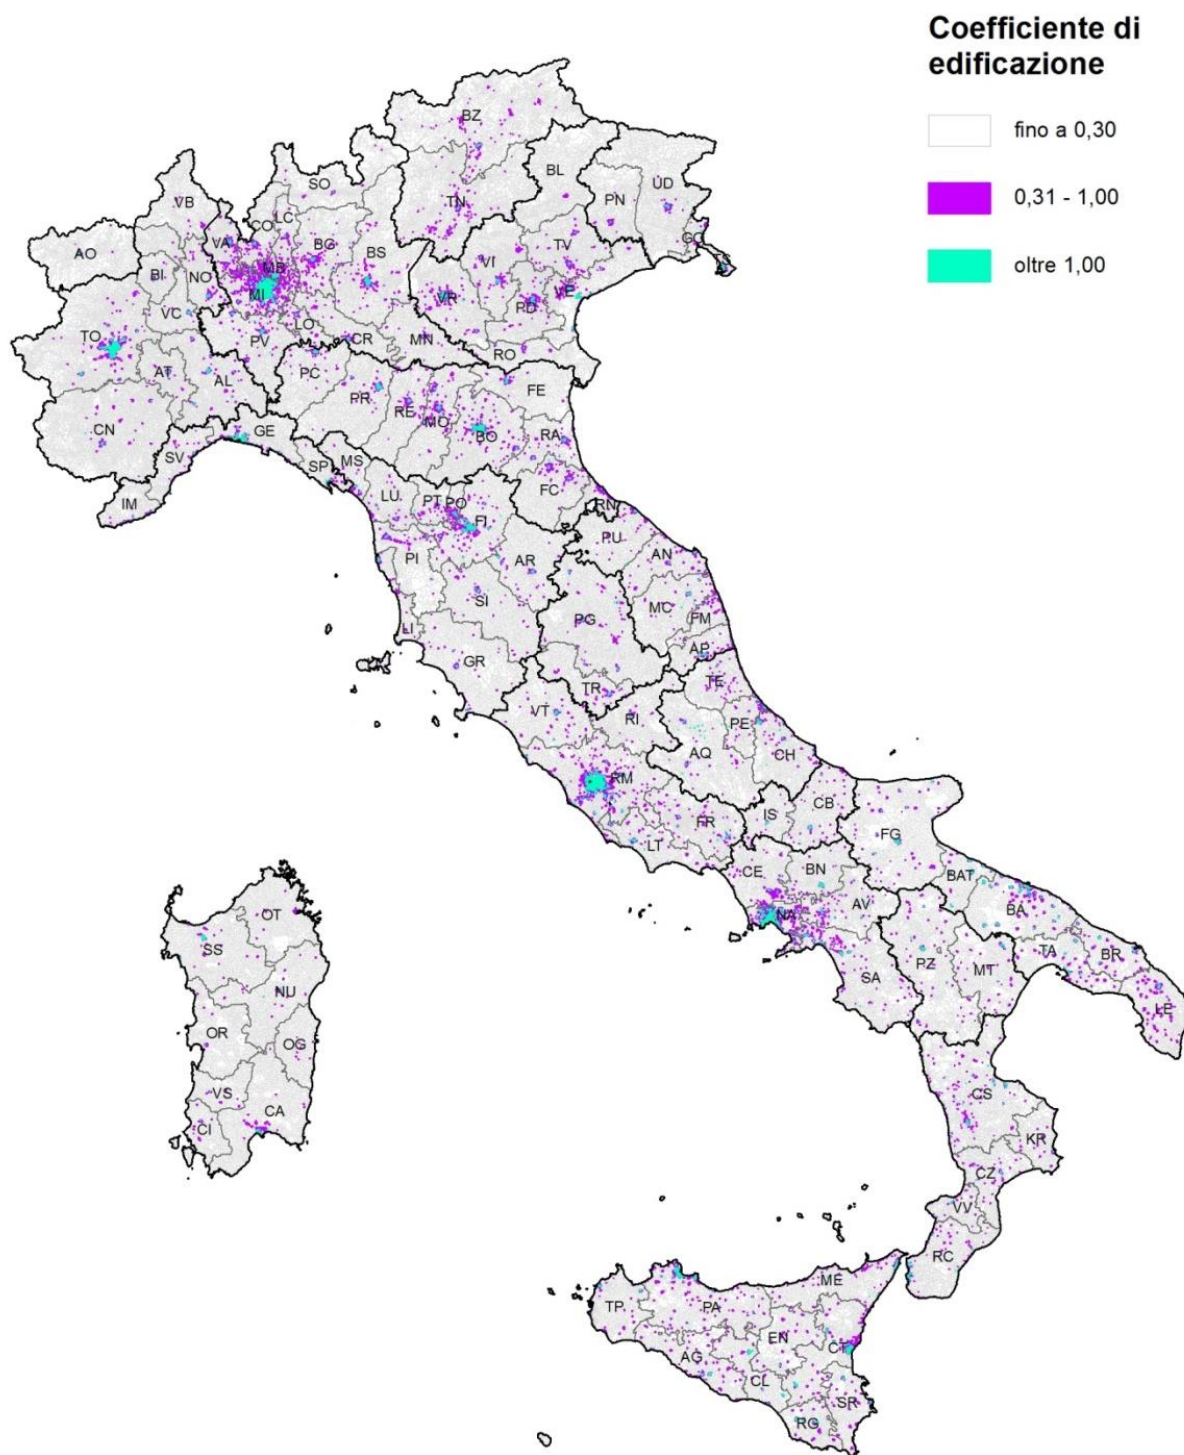 Coefficiente di
edificazione
fino a 0,30
0,31 - 1,00
oltre 1,00
BZ
SO
BL
UD
PN
VB
TN
LC
CO
AO
VA
BG
TV
GO
BS
BI
NO
MB
VI
MI
VR
VE
PD
VC
LO
TO
PV
CR
MN
RO
AT
AL
PC
FE
PR
RE
MO
CN
GE
BO
RA
SV
SP
MS
FC
LU
PT
PO
IM
RN
FI
PU
PI
AR
AN
SI
MC
PG
FM
LI
AP
GR
TE
TR
VT
RI
PE
AQ
CH
RM
CB
IS
FR
FG
LT
CE
BN
BAT
AV
BA
OT
NA
SS
TA
BR
PZ
MT
SA
NU
LE
OR
OG
VS
CS
CA
CI
KR
CZ
VV
RC
ME
TP
PA
EN
CT
AG
CL
SR
RG